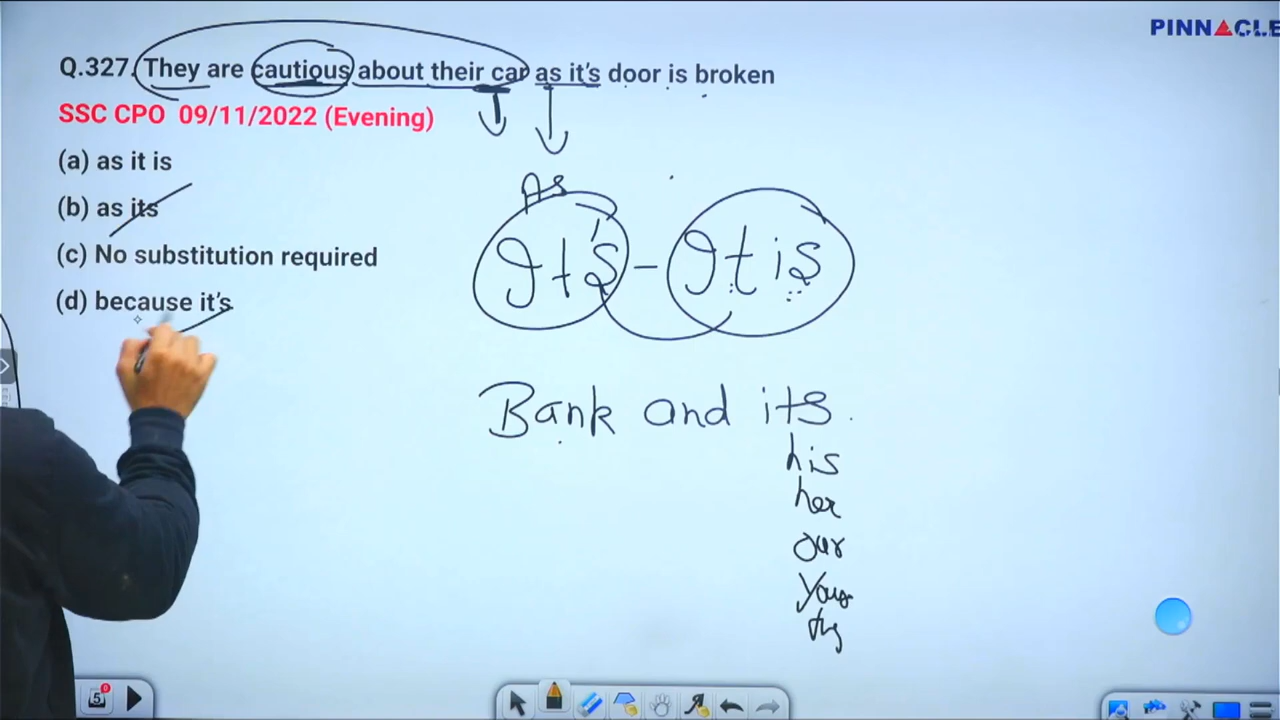 PINNACLE
Q.327. They are cautious about their car as it's door is broken
SSC CPO 09/11/2022 (Evening)
(a) as it is
(b) as its
(c) No substitution required
(d) because it's
As
It's - It is
Bank and its
his
her
our
5